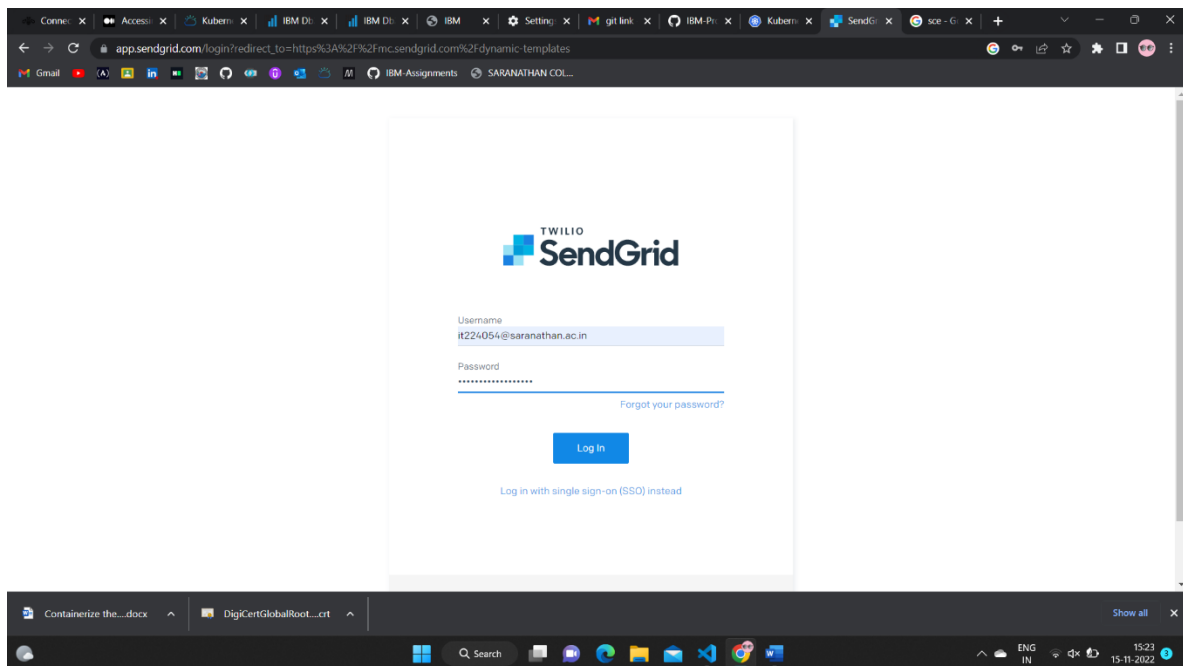 Connec
Accessi
Kuberne
IBM Db
IBM Db
IBM
Setting
git link
IBM-Pro
Kuberne
SendGr
sce - G
app.sendgrid.com/login?redirect_to=https%3A%2F%2Fmc.sendgrid.com%2Fdynamic-templates
Gmail
IBM-Assignments
SARANATHAN COL...
TWILIO
SendGrid
Username
it224054@saranathan.ac.in
Password
Forgot your password?
Log In
Log in with single sign-on (SSO) instead
Containerize the....docx
DigiCertGlobalRoot....crt
Show all
Search
ENG
IN
15:23
15-11-2022
3